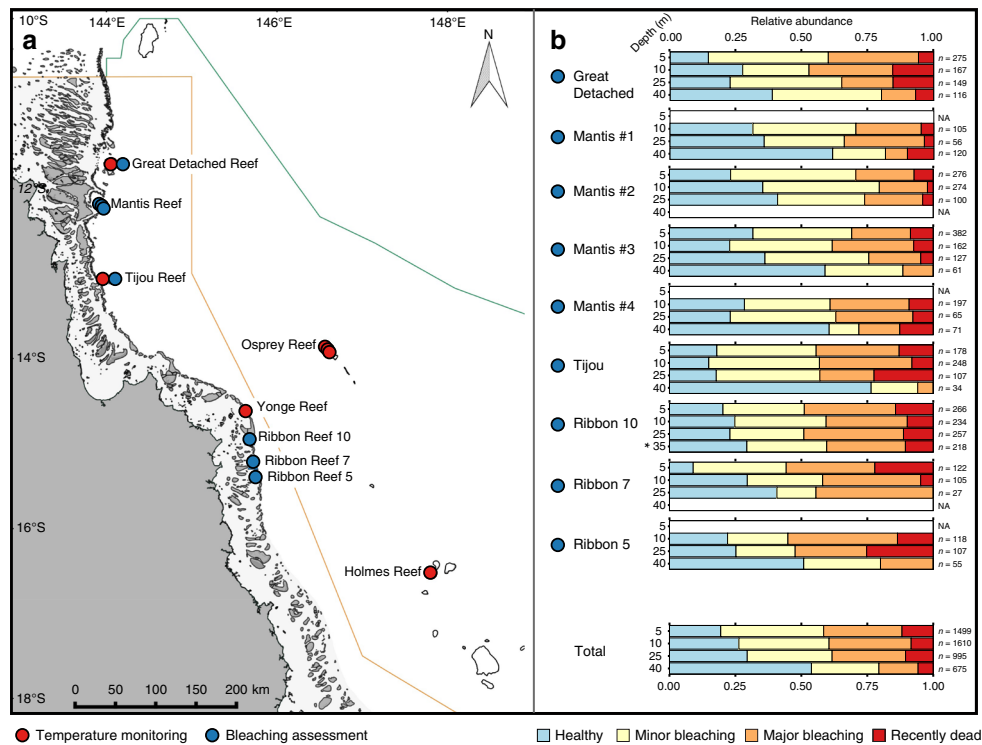 10°S
144°E
146°E
148°E
a
N
Great Detached Reef
12°S
Mantis Reef
Tijou Reef
Osprey Reef
14°S
Yonge Reef
Ribbon Reef 10
Ribbon Reef 7
Ribbon Reef 5
16°S
Holmes Reef
0 50 100 150 200 km
18°S
Temperature monitoring
Bleaching assessment
b
Depth (m)
Relative abundance
0.00 0.25 0.50 0.75 1.00
Great
Detached
5 n = 275
10 n = 167
25 n = 149
40 n = 116
Mantis #1
5 NA
10 n = 105
25 n = 56
40 n = 120
Mantis #2
5 n = 276
10 n = 274
25 n = 100
40 NA
Mantis #3
5 n = 382
10 n = 162
25 n = 127
40 n = 61
Mantis #4
5 NA
10 n = 197
25 n = 65
40 n = 71
Tijou
5 n = 178
10 n = 248
25 n = 107
40 n = 34
Ribbon 10
5 n = 266
10 n = 234
25 n = 257
* 35 n = 218
Ribbon 7
5 n = 122
10 n = 105
25 n = 27
40 NA
Ribbon 5
5 NA
10 n = 118
25 n = 107
40 n = 55
Total
5 n = 1499
10 n = 1610
25 n = 995
40 n = 675
0.00 0.25 0.50 0.75 1.00
Healthy
Minor bleaching
Major bleaching
Recently dead